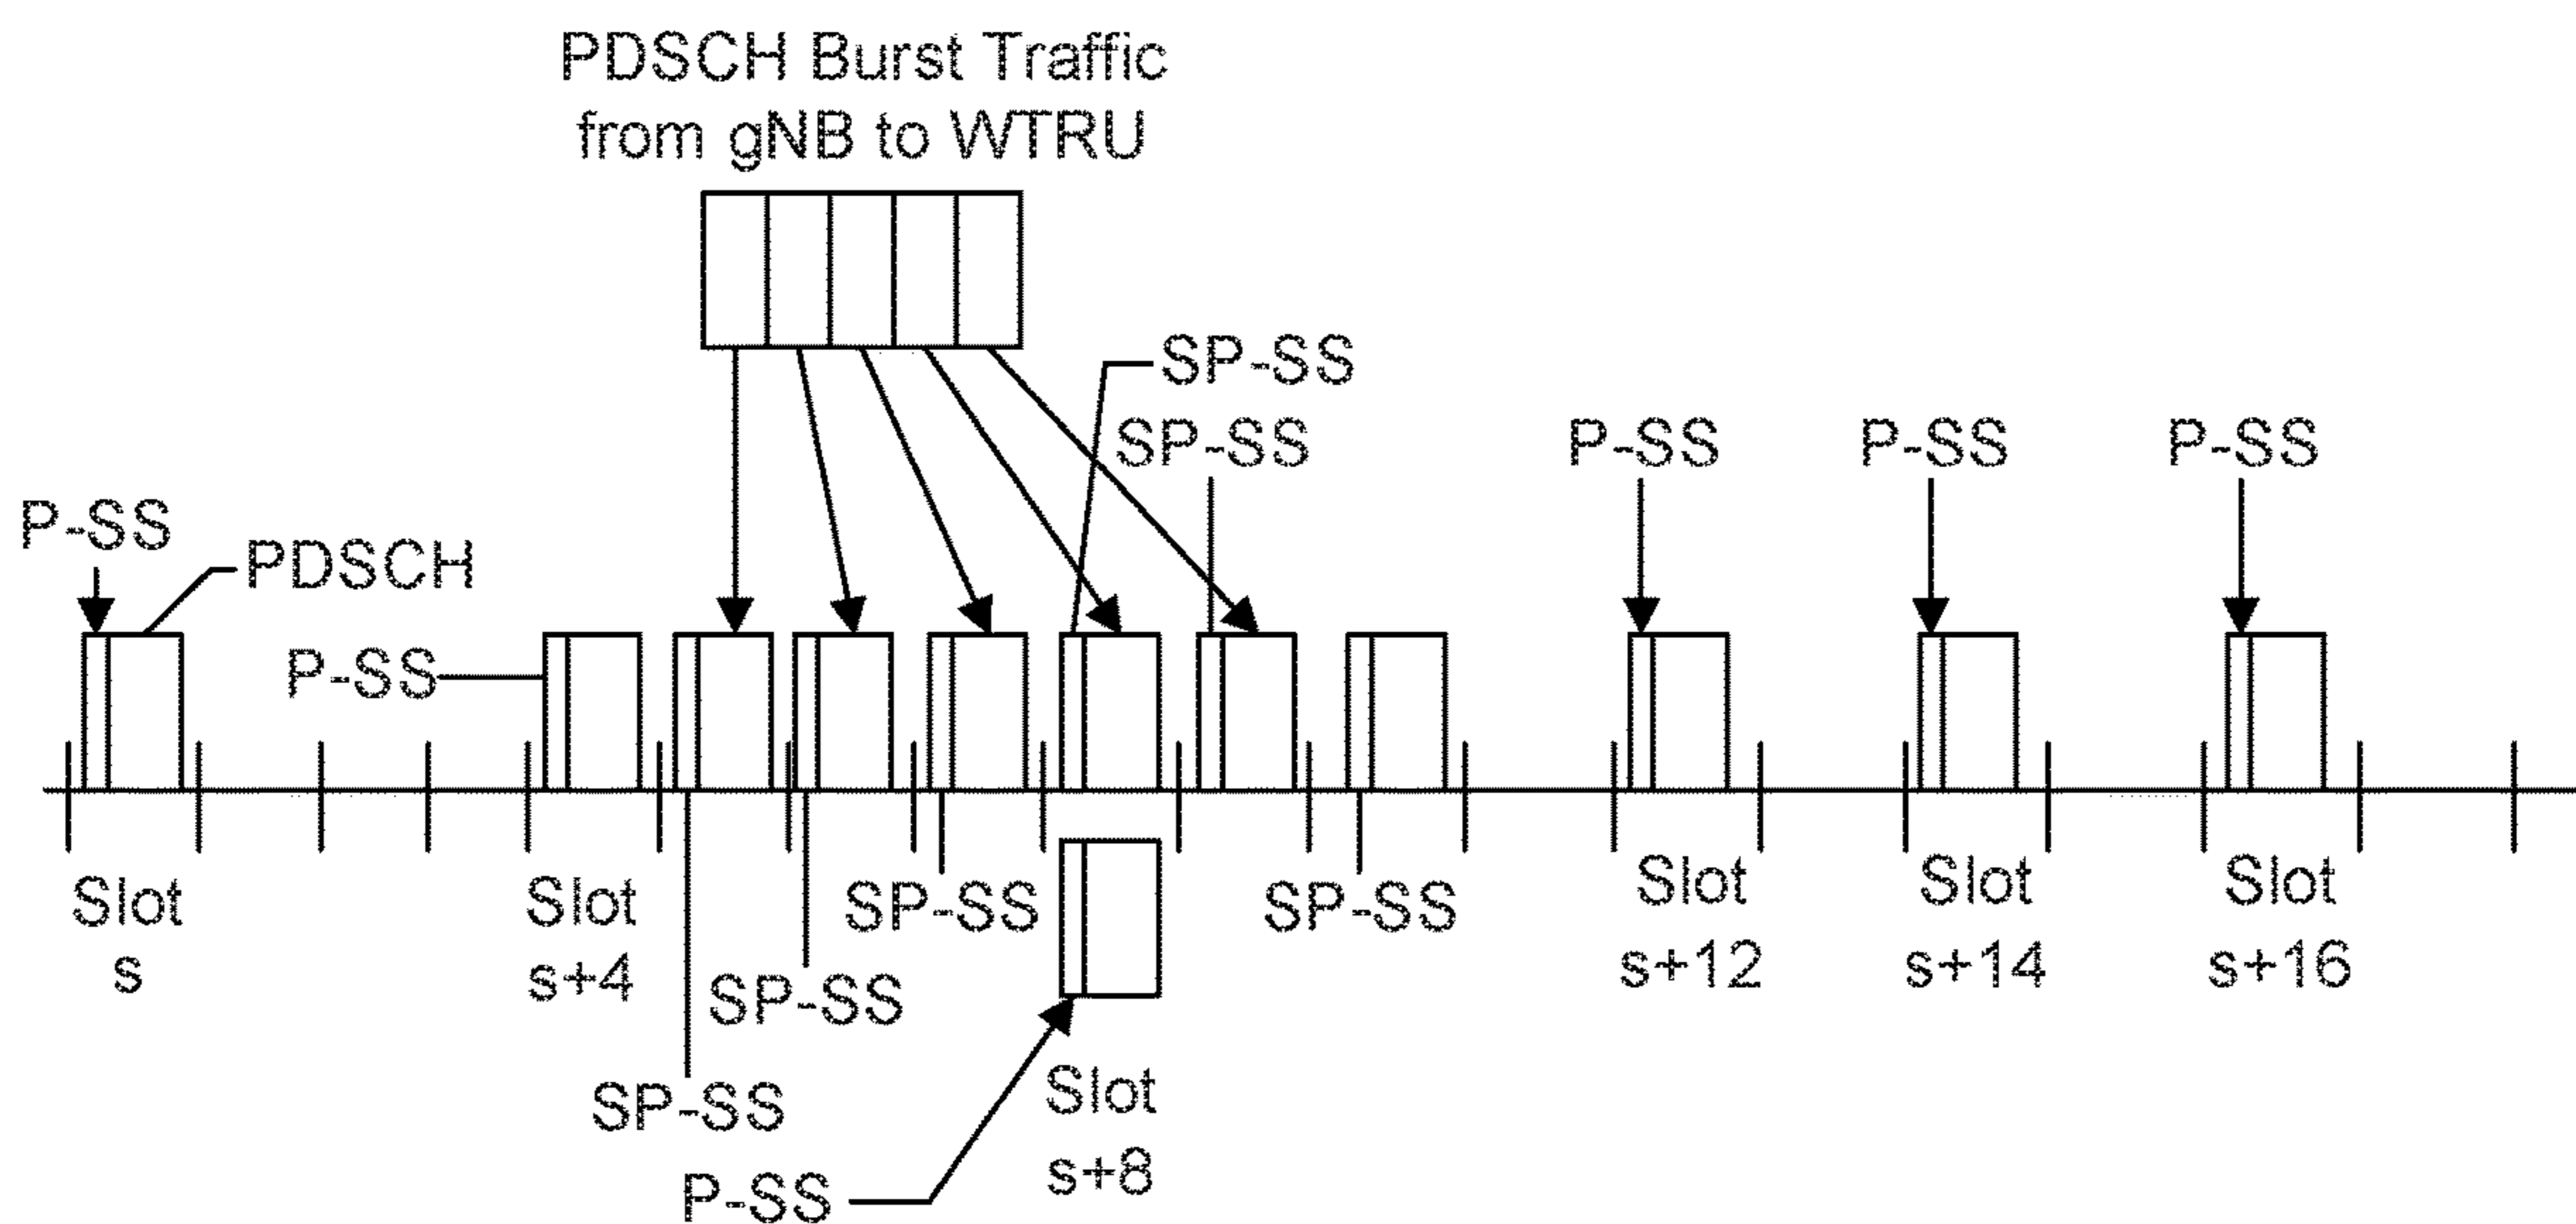 PDSCH Burst Traffic
from gNB to WTRU
SP-SS
SP-SS
P-SS
P-SS
P-SS
P-SS
PDSCH
P-SS
Slot
s
Slot
s+4
SP-SS
SP-SS
SP-SS
SP-SS
Slot
s+12
Slot
s+14
Slot
s+16
Slot
s+8
P-SS